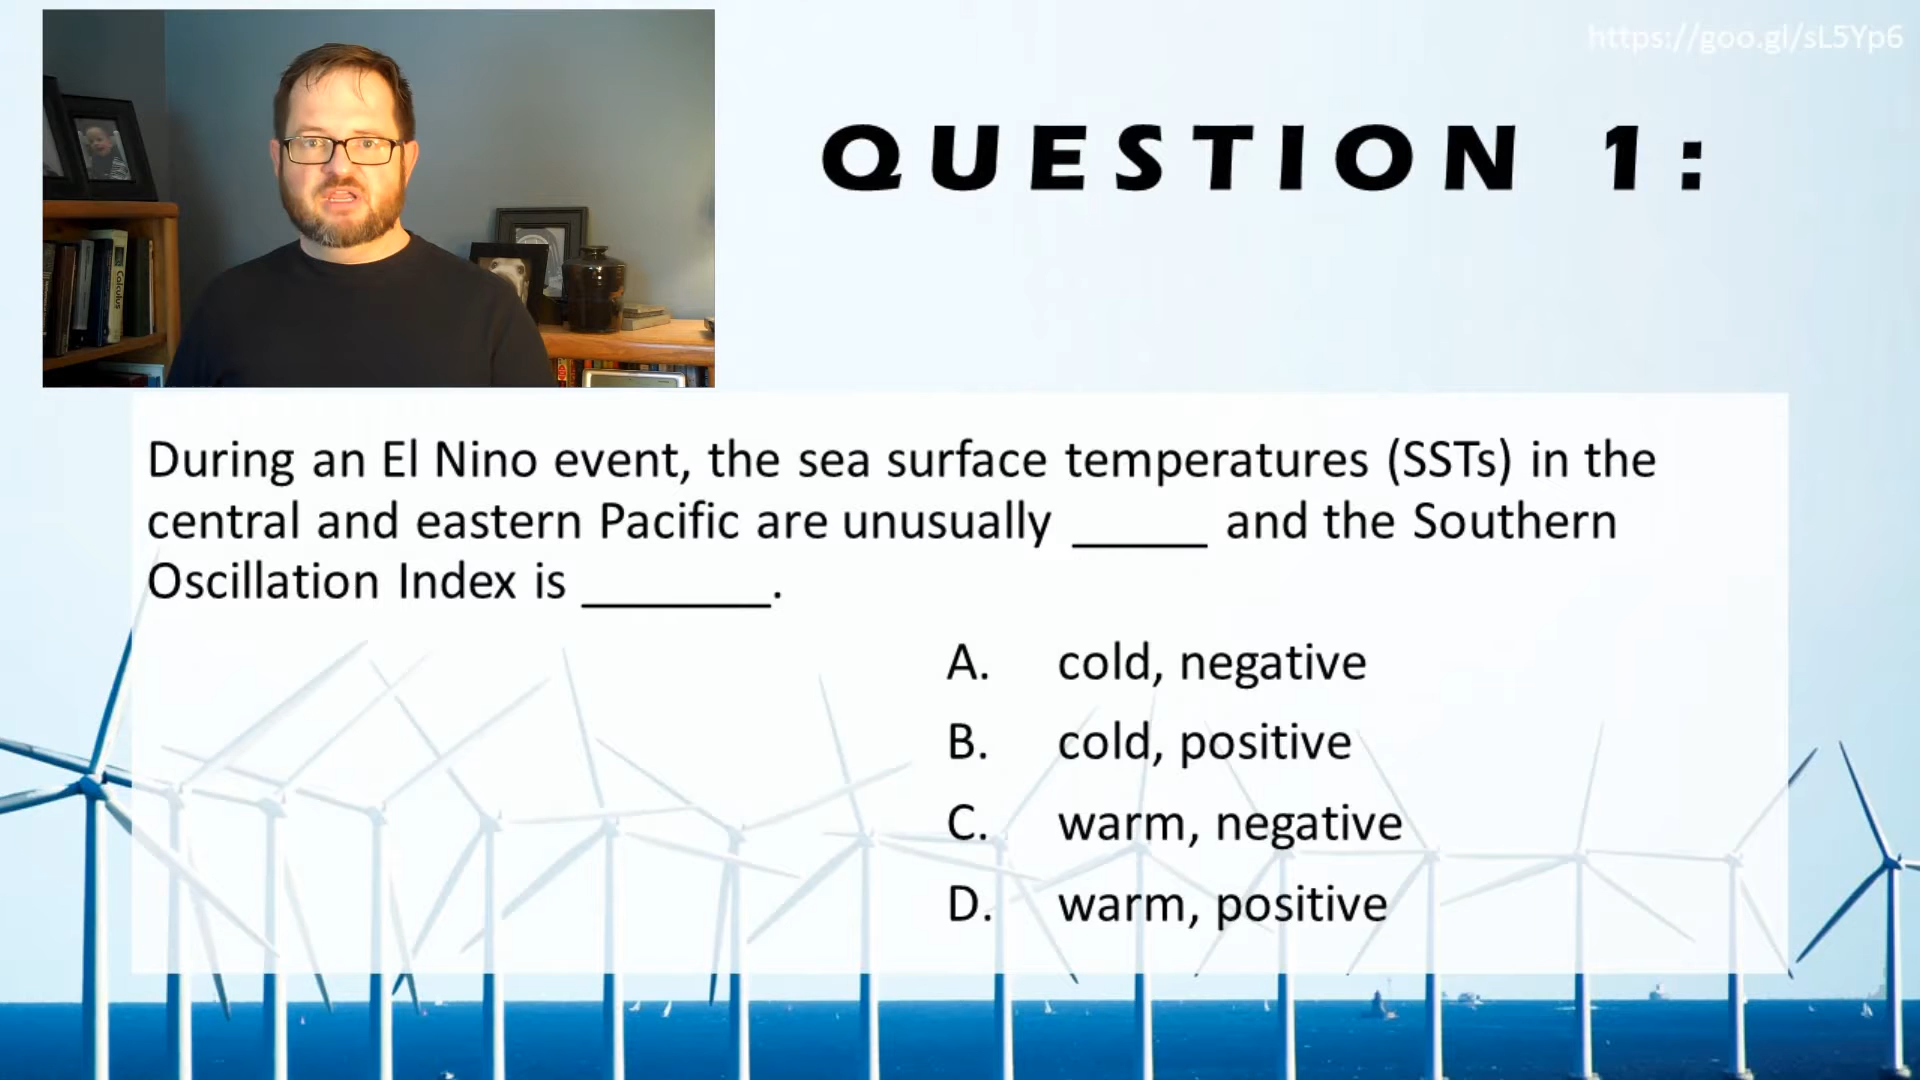 https://goo.gl/sL5Yp6
QUESTION 1:
Calculus
During an El Nino event, the sea surface temperatures (SSTs) in the
central and eastern Pacific are unusually _____ and the Southern
Oscillation Index is _______.
A. cold, negative
B. cold, positive
C. warm, negative
D. warm, positive